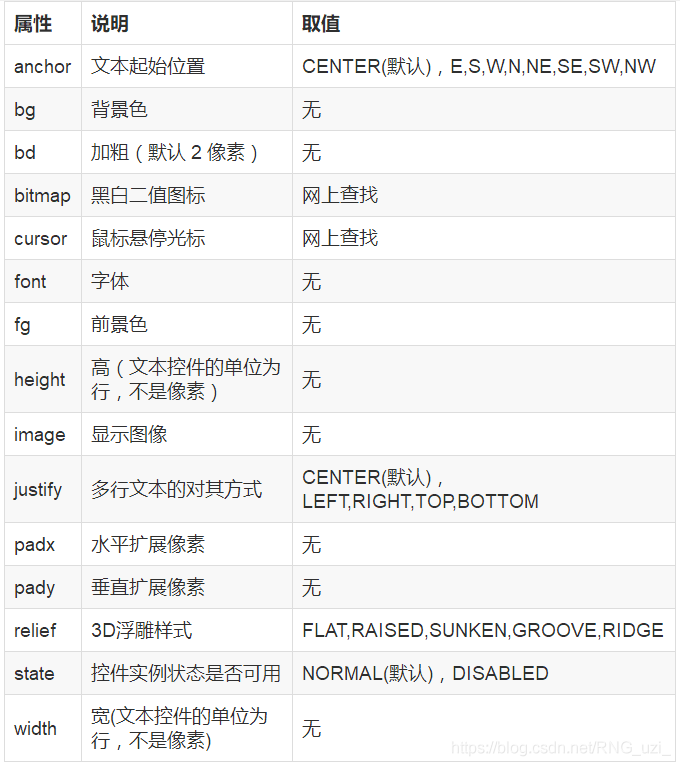 属性 说明 取值
anchor 文本起始位置 CENTER(默认)，E,S,W,N,NE,SE,SW,NW
bg 背景色 无
bd 加粗（默认 2 像素） 无
bitmap 黑白二值图标 网上查找
cursor 鼠标悬停光标 网上查找
font 字体 无
fg 前景色 无
height 高（文本控件的单位为
行，不是像素） 无
image 显示图像 无
justify 多行文本的对其方式 CENTER(默认)，
LEFT,RIGHT,TOP,BOTTOM
padx 水平扩展像素 无
pady 垂直扩展像素 无
relief 3D浮雕样式 FLAT,RAISED,SUNKEN,GROOVE,RIDGE
state 控件实例状态是否可用 NORMAL(默认)，DISABLED
width 宽(文本控件的单位为
行，不是像素) 无
https://blog.csdn.net/RNG_uzi_